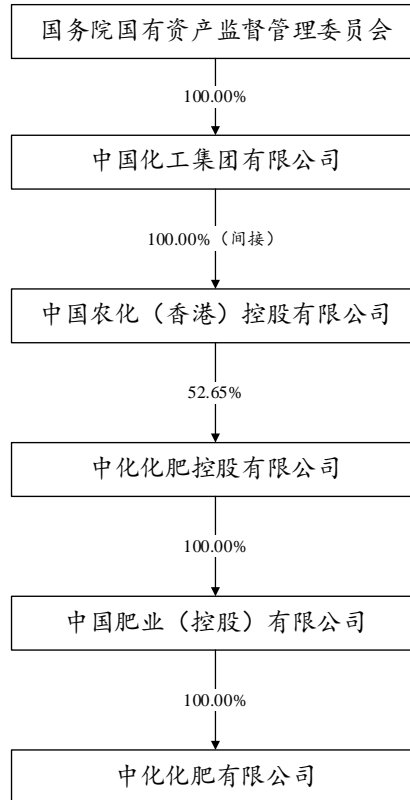 国务院国有资产监督管理委员会
100.00%
中国化工集团有限公司
100.00%（间接）
中国农化（香港）控股有限公司
52.65%
中化化肥控股有限公司
100.00%
中国肥业（控股）有限公司
100.00%
中化化肥有限公司